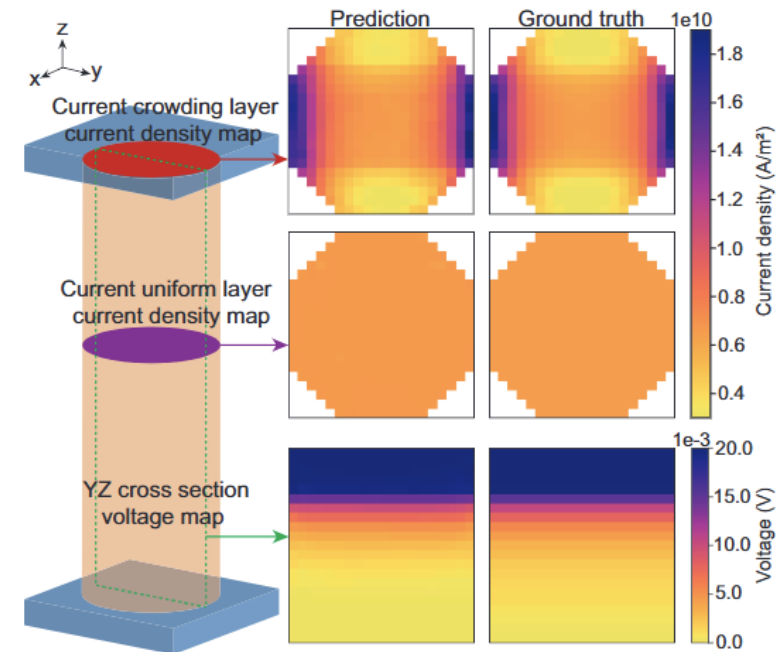 Prediction
Ground truth
1e10
z
x
y
Current crowding layer
current density map
1.8
1.6
1.4
1.2
1.0
0.8
0.6
0.4
Current density (A/m²)
Current uniform layer
current density map
YZ cross section
voltage map
1e-3
20.0
15.0
10.0
5.0
0.0
Voltage (V)